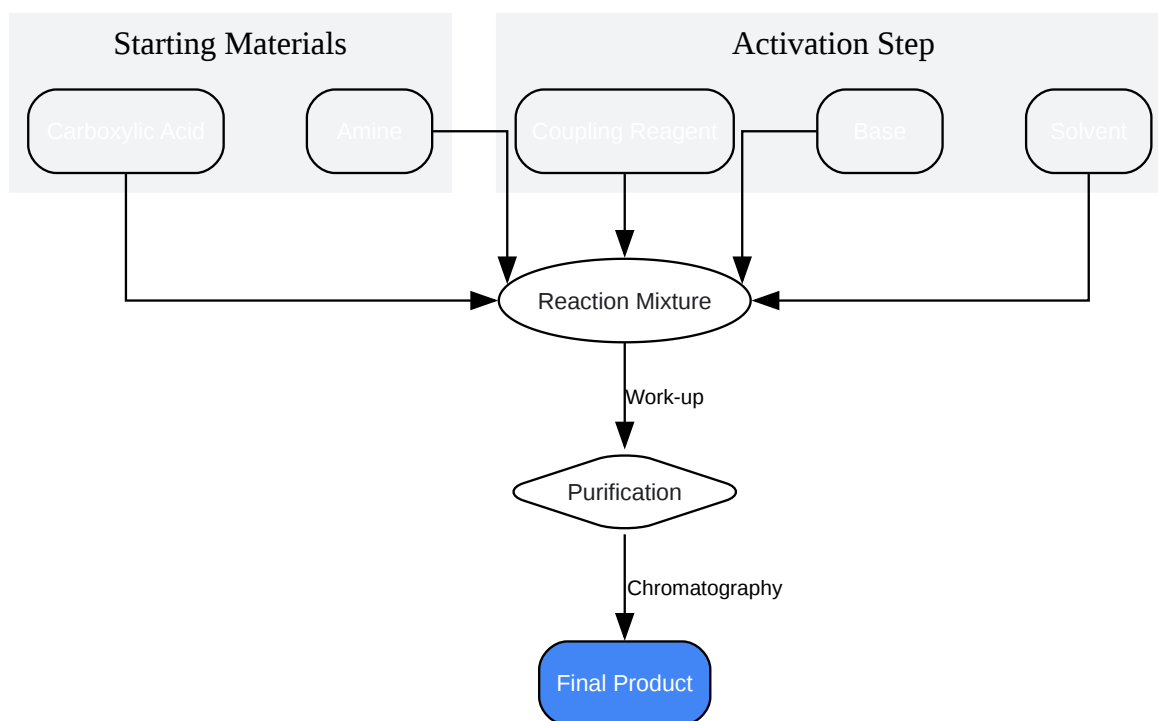 Starting Materials
Activation Step
Carboxylic Acid
Amine
Coupling Reagent
Base
Solvent
Reaction Mixture
Work-up
Purification
Chromatography
Final Product